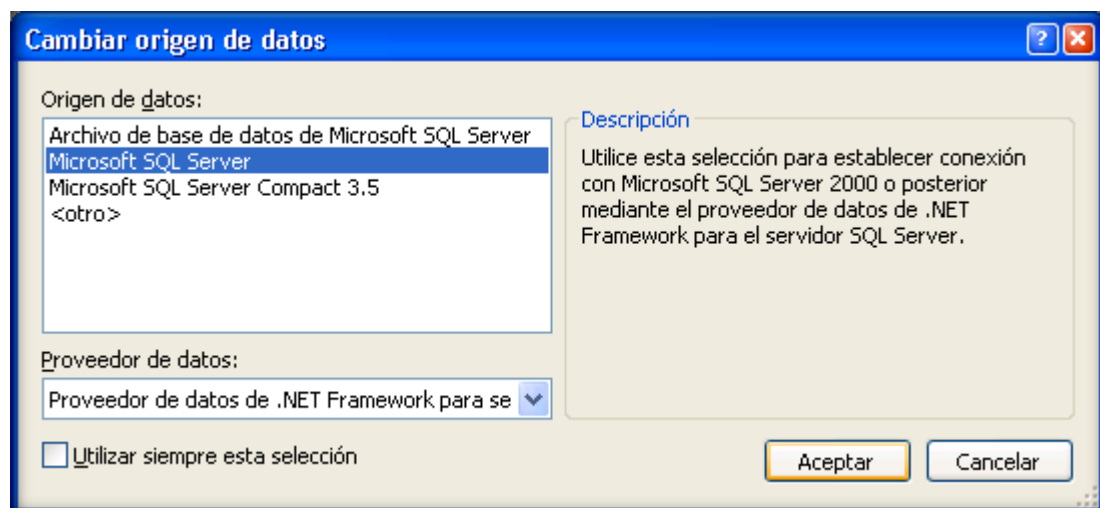 Cambiar origen de datos
Origen de datos:
Archivo de base de datos de Microsoft SQL Server
Microsoft SQL Server
Microsoft SQL Server Compact 3.5
<otro>
Descripción
Utilice esta selección para establecer conexión
con Microsoft SQL Server 2000 o posterior
mediante el proveedor de datos de .NET
Framework para el servidor SQL Server.
Proveedor de datos:
Proveedor de datos de .NET Framework para se
Utilizar siempre esta selección
Aceptar
Cancelar